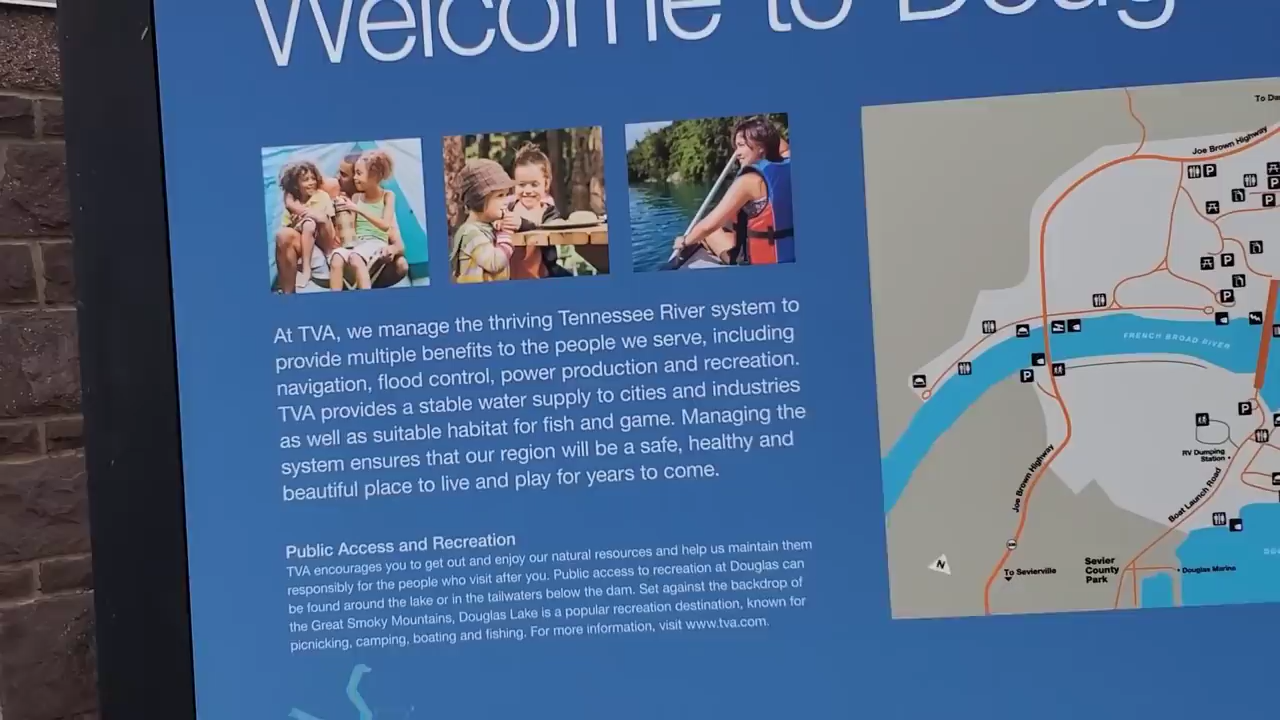 Welcome to Doug
At TVA, we manage the thriving Tennessee River system to
provide multiple benefits to the people we serve, including
navigation, flood control, power production and recreation.
TVA provides a stable water supply to cities and industries
as well as suitable habitat for fish and game. Managing the
system ensures that our region will be a safe, healthy and
beautiful place to live and play for years to come.
Public Access and Recreation
TVA encourages you to get out and enjoy our natural resources and help us maintain them
responsibly for the people who visit after you. Public access to recreation at Douglas can
be found around the lake or in the tailwaters below the dam. Set against the backdrop of
the Great Smoky Mountains, Douglas Lake is a popular recreation destination, known for
picnicking, camping, boating and fishing. For more information, visit www.tva.com.
To Da
Joe Brown Highway
P
P
P
P
P
FRENCH BROAD RIVER
P
P
RV Dumping
Station
Boat Launch Road
Joe Brown Highway
N
To Sevierville
Sevier
County
Park
Douglas Marina